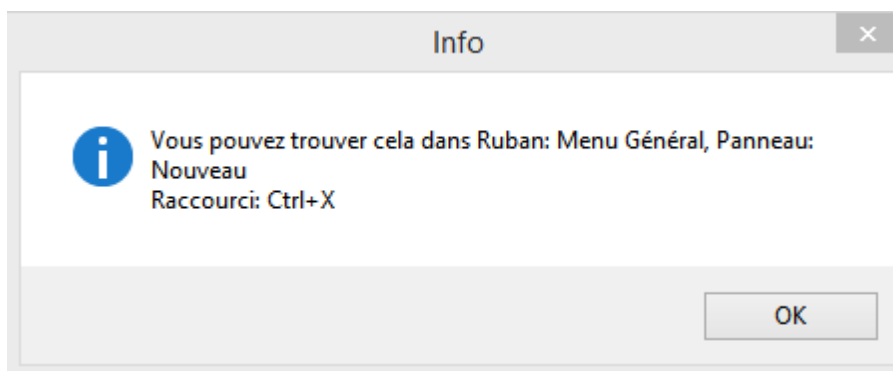 Info
Vous pouvez trouver cela dans Ruban: Menu Général, Panneau:
Nouveau
Raccourci: Ctrl+X
OK